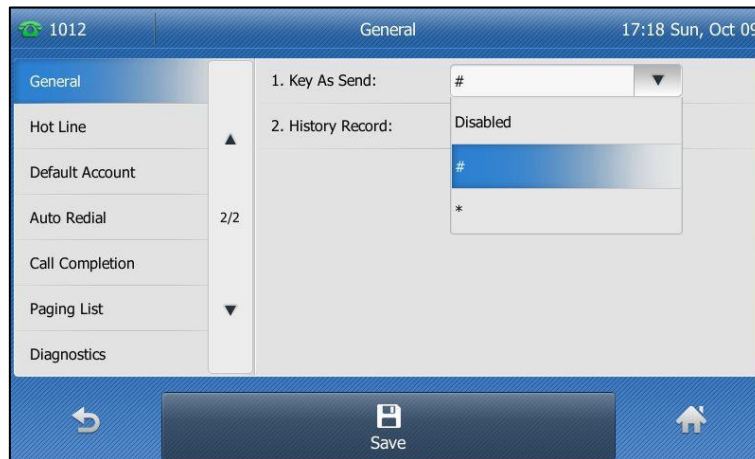 1012 General 17:18 Sun, Oct 09
General
Hot Line
Default Account
Auto Redial
Call Completion
Paging List
Diagnostics
2/2
1. Key As Send: #
2. History Record:
Disabled
#
*
Save